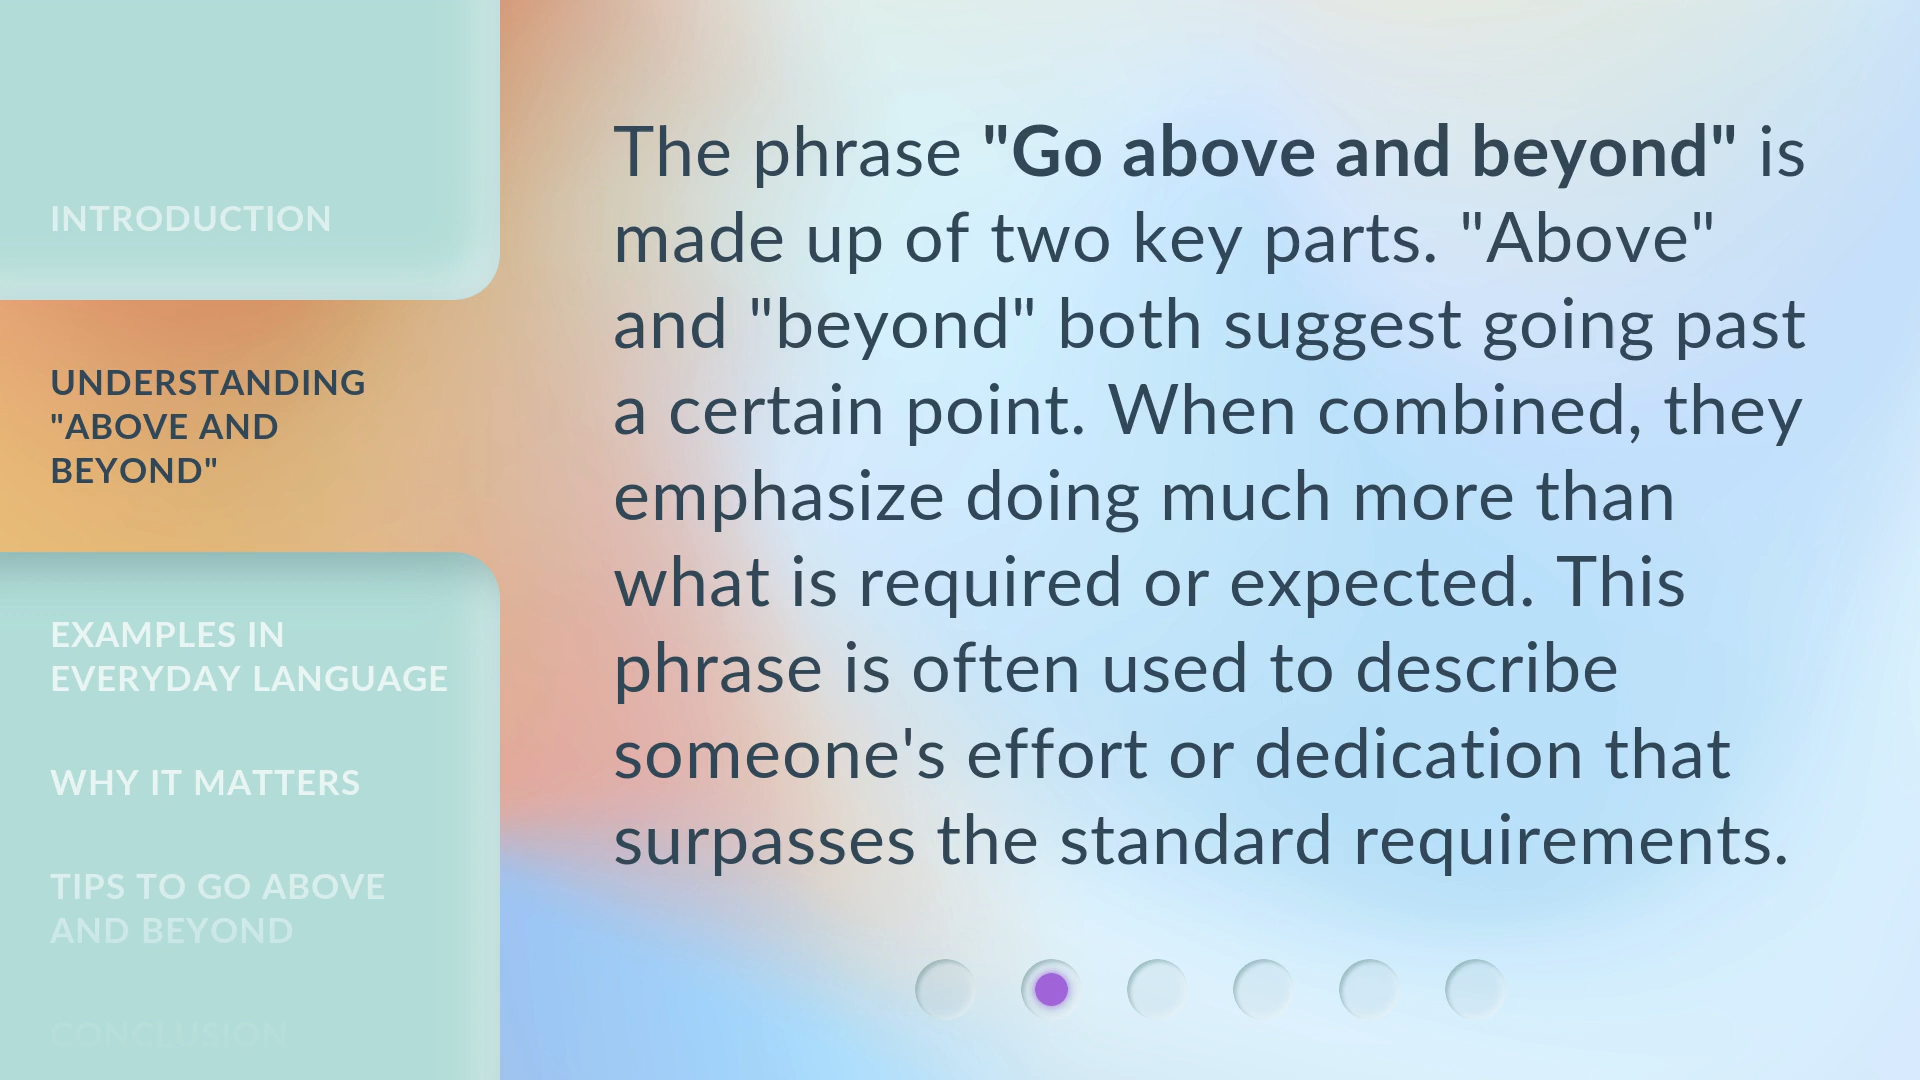 INTRODUCTION
UNDERSTANDING
"ABOVE AND
BEYOND"
EXAMPLES IN
EVERYDAY LANGUAGE
WHY IT MATTERS
TIPS TO GO ABOVE
AND BEYOND
CONCLUSION
The phrase "Go above and beyond" is
made up of two key parts. "Above"
and "beyond" both suggest going past
a certain point. When combined, they
emphasize doing much more than
what is required or expected. This
phrase is often used to describe
someone's effort or dedication that
surpasses the standard requirements.